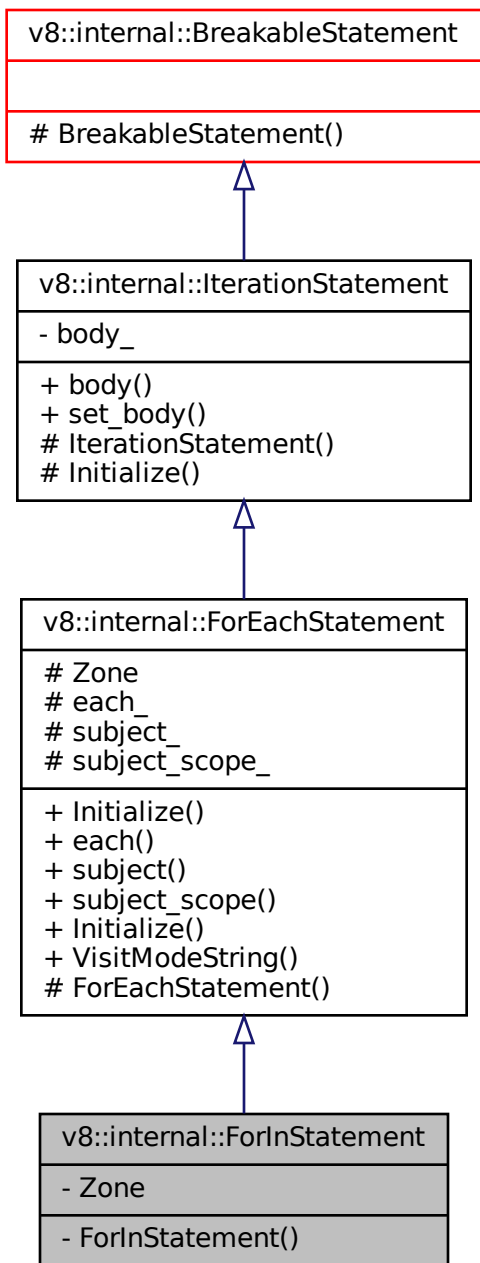 v8::internal::BreakableStatement
# BreakableStatement()
v8::internal::IterationStatement
- body_
+ body()
+ set_body()
# IterationStatement()
# Initialize()
v8::internal::ForEachStatement
# Zone
# each_
# subject_
# subject_scope_
+ Initialize()
+ each()
+ subject()
+ subject_scope()
+ Initialize()
+ VisitModeString()
# ForEachStatement()
v8::internal::ForInStatement
- Zone
- ForInStatement()